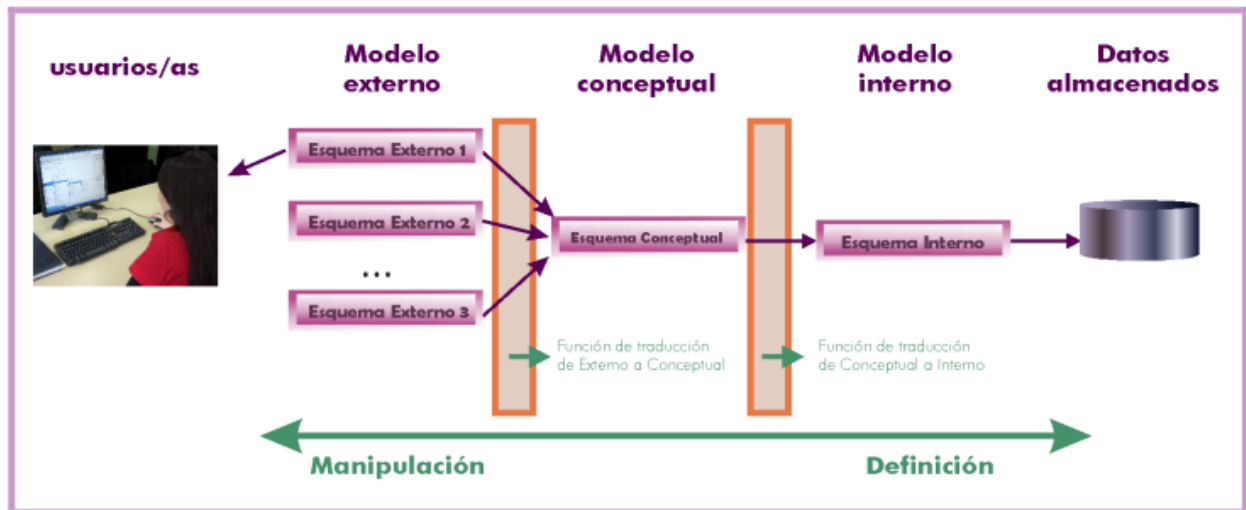 usuarios/as
Modelo
externo
Modelo
conceptual
Modelo
interno
Datos
almacenados
Esquema Externo 1
Esquema Externo 2
...
Esquema Externo 3
Esquema Conceptual
Esquema Interno
Función de traducción
de Externo a Conceptual
Función de traducción
de Conceptual a Interno
Manipulación
Definición